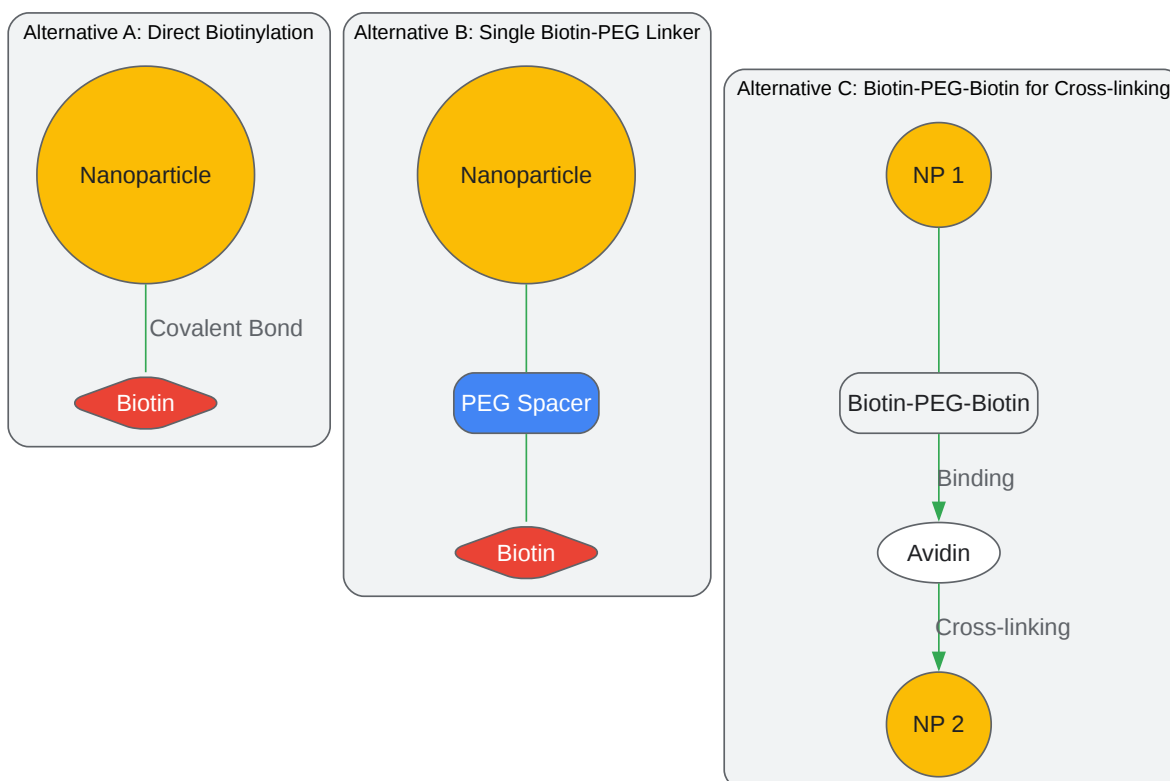 Alternative A: Direct Biotinylation
Nanoparticle
Covalent Bond
Biotin
Alternative B: Single Biotin-PEG Linker
Nanoparticle
PEG Spacer
Biotin
Alternative C: Biotin-PEG-Biotin for Cross-linking
NP 1
Biotin-PEG-Biotin
Binding
Avidin
Cross-linking
NP 2